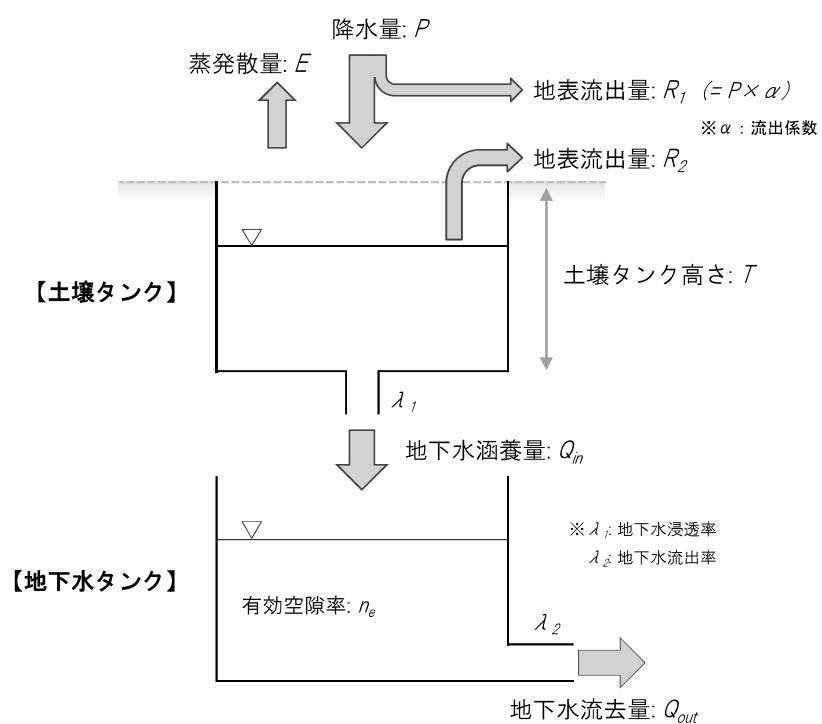 降水量: P
蒸発散量: E
地表流出量: R1 (= P× α)
※α : 流出係数
地表流出量: R2
土壌タンク高さ: T
【土壌タンク】
λ1
地下水涵養量: Qin
※λ1: 地下水浸透率
λ2: 地下水流出率
【地下水タンク】
有効空隙率: ne
λ2
地下水流去量: Qout